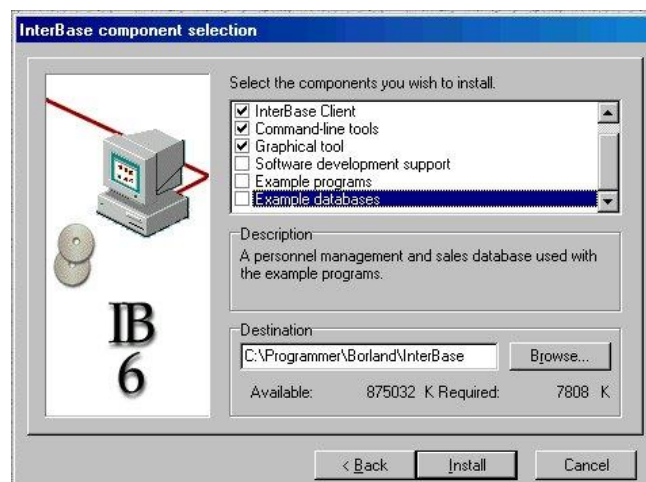 InterBase component selection
Select the components you wish to install.
InterBase Client
Command-line tools
Graphical tool
Software development support
Example programs
Example databases
Description
A personnel management and sales database used with
the example programs.
IB
6
Destination
C:\Programmer\Borland\InterBase
Browse...
Available: 875032 K Required: 7808 K
< Back
Install
Cancel